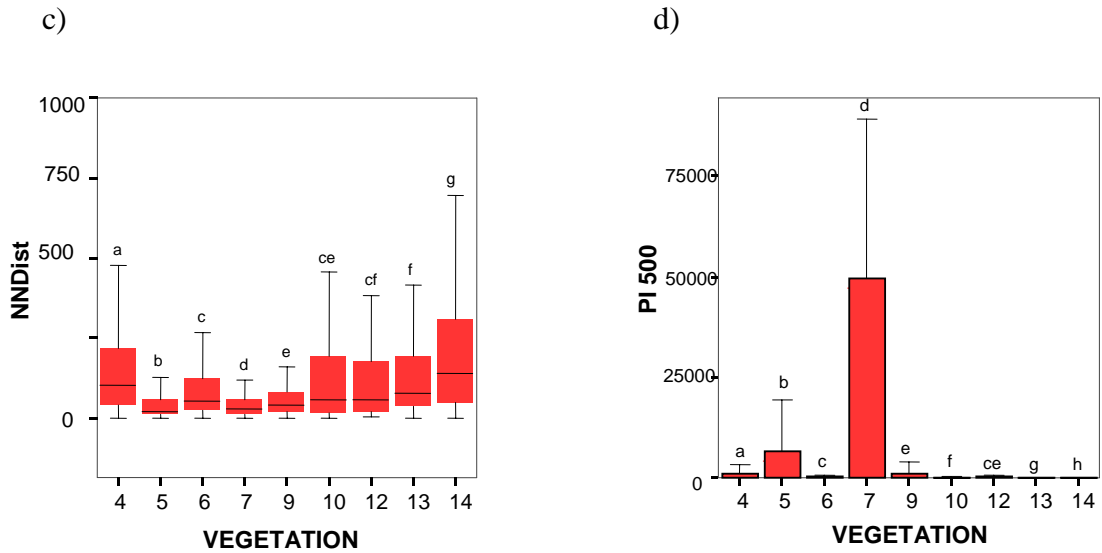 c)
d)
1000
750
500
0
NNDist
a
b
c
d
e
ce
cf
f
g
4 5 6 7 9 10 12 13 14
VEGETATION
75000
50000
25000
0
PI 500
a
b
c
d
e
f
ce
g
h
4 5 6 7 9 10 12 13 14
VEGETATION